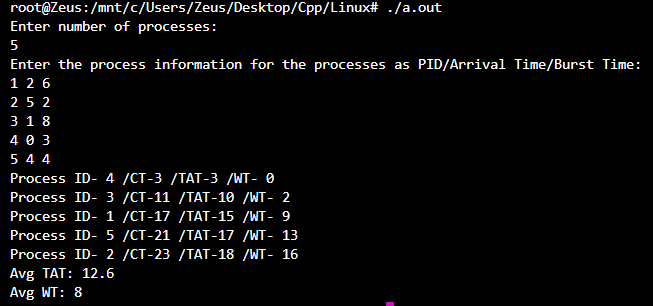 root@Zeus:/mnt/c/Users/Zeus/Desktop/Cpp/Linux# ./a.out
Enter number of processes:
5
Enter the process information for the processes as PID/Arrival Time/Burst Time:
1 2 6
2 5 2
3 1 8
4 0 3
5 4 4
Process ID- 4 /CT-3 /TAT-3 /WT- 0
Process ID- 3 /CT-11 /TAT-10 /WT- 2
Process ID- 1 /CT-17 /TAT-15 /WT- 9
Process ID- 5 /CT-21 /TAT-17 /WT- 13
Process ID- 2 /CT-23 /TAT-18 /WT- 16
Avg TAT: 12.6
Avg WT: 8